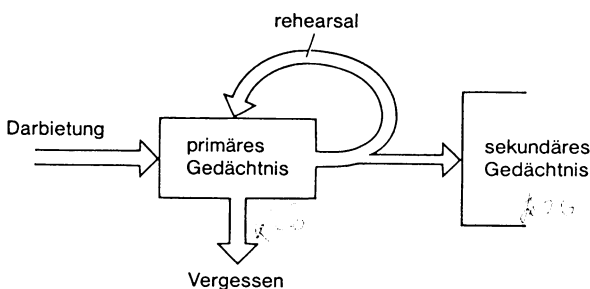 rehearsal
Darbietung
primäres
Gedächtnis
sekundäres
Gedächtnis
Vergessen